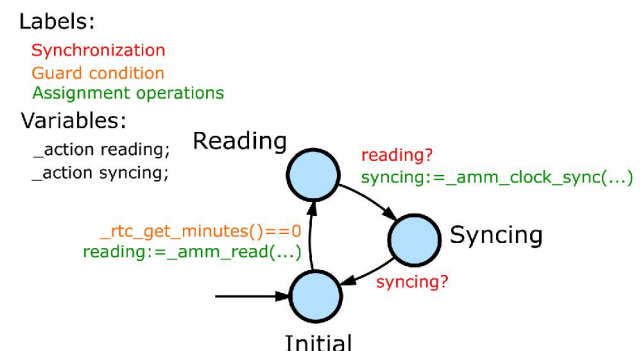 Labels:
Synchronization
Guard condition
Assignment operations
Variables:
_action reading;
_action syncing;
Reading
reading?
syncing:=_amm_clock_sync(...)
_rtc_get_minutes()==0
reading:=_amm_read(...)
Syncing
syncing?
Initial